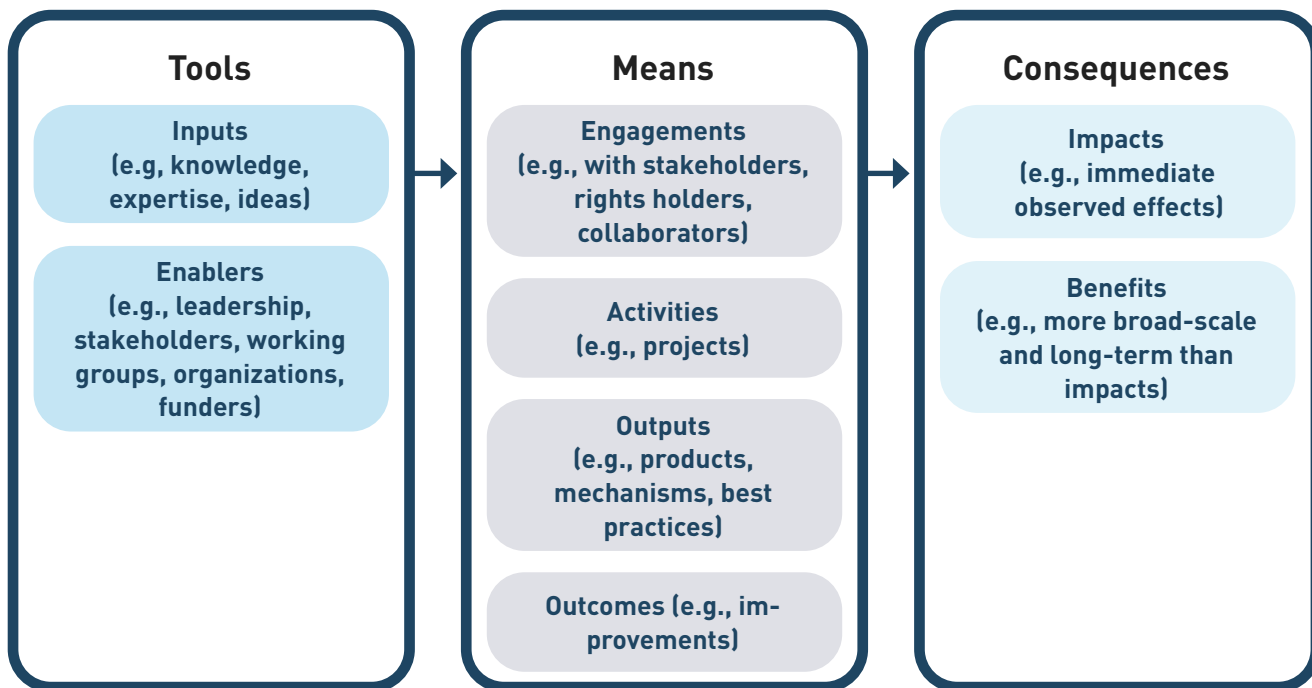 Tools
Inputs
(e.g, knowledge,
expertise, ideas)
Enablers
(e.g., leadership,
stakeholders, working
groups, organizations,
funders)
Means
Engagements
(e.g., with stakeholders,
rights holders,
collaborators)
Activities
(e.g., projects)
Outputs
(e.g., products,
mechanisms, best
practices)
Outcomes (e.g., im-
provements)
Consequences
Impacts
(e.g., immediate
observed effects)
Benefits
(e.g., more broad-scale
and long-term than
impacts)